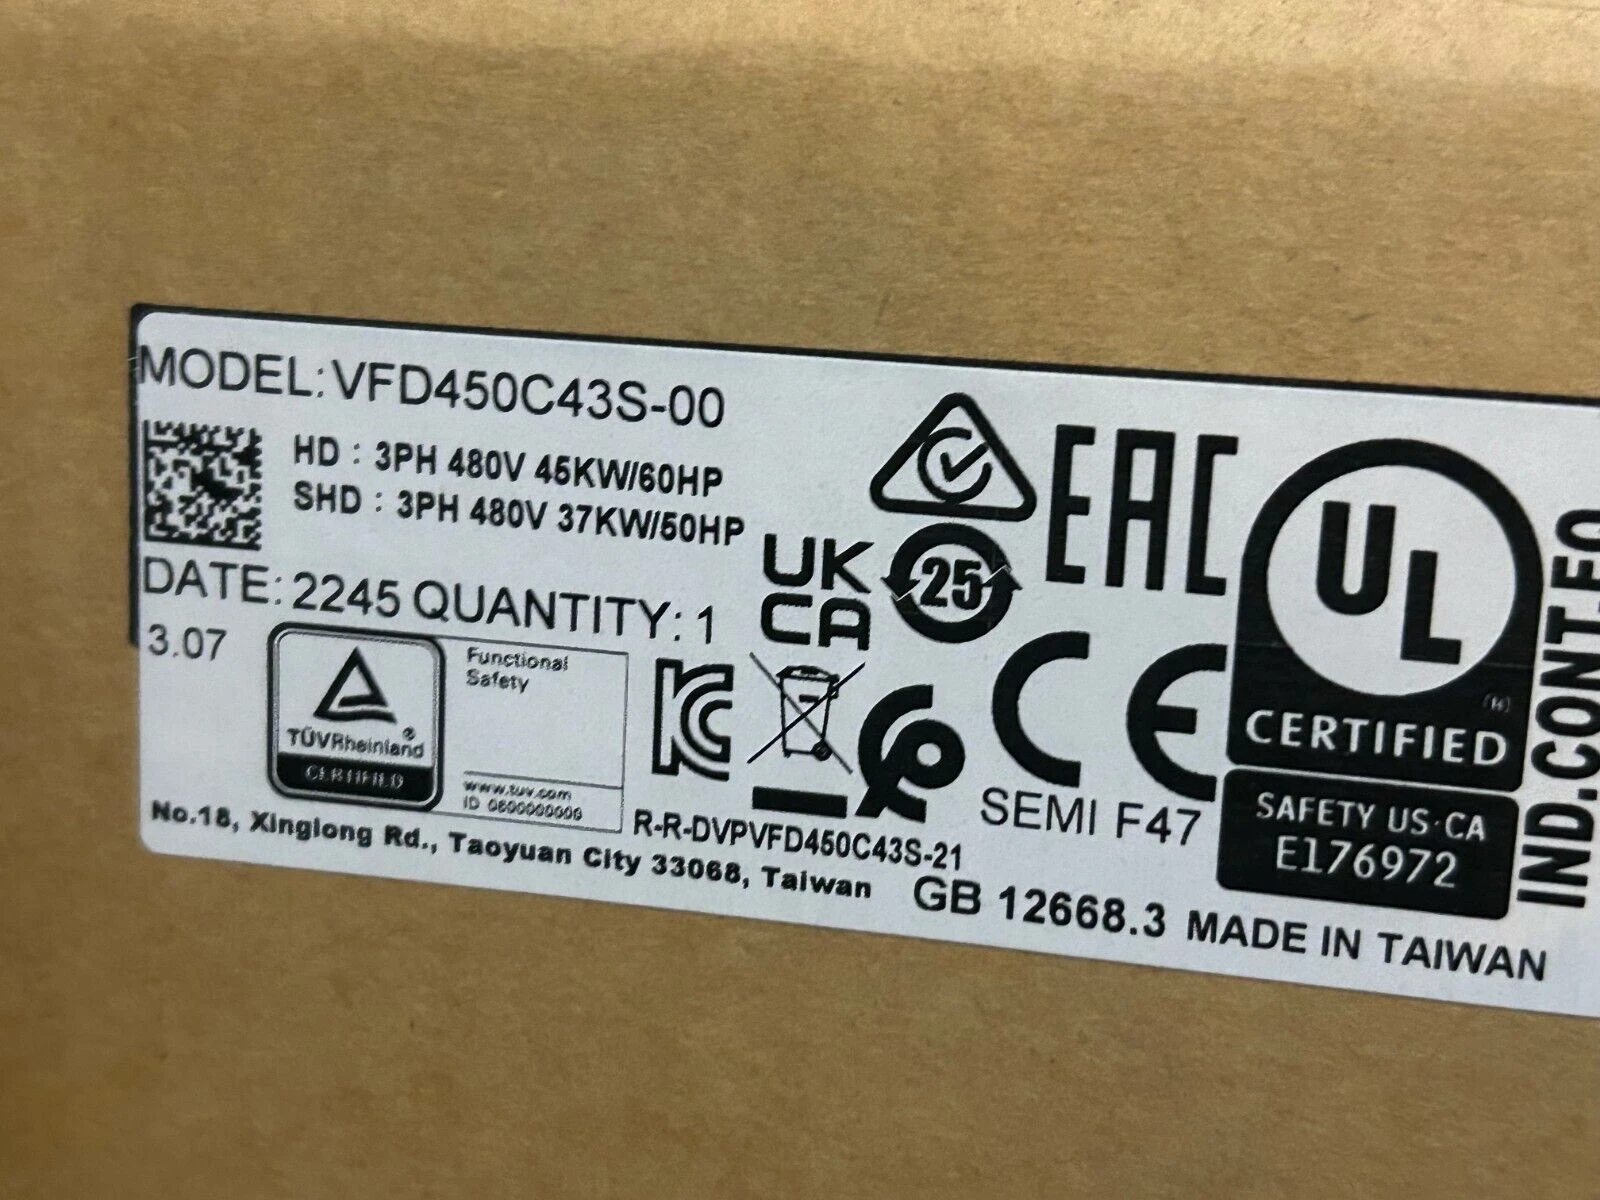 MODEL:VFD450C43S-00
HD : 3PH 480V 45KW/60HP
SHD : 3PH 480V 37KW/50HP
DATE:2245 QUANTITY:1
3.07
TÜVRheinland®
CERTIFIED
Functional
Safety
www.tuv.com
ID 0600000000
No.18, Xinglong Rd., Taoyuan City 33068, Taiwan
UK
CA
25
EAC
CE
R-R-DVPVFD450C43S-21
SEMI F47
GB 12668.3 MADE IN TAIWAN
UL
CERTIFIED
SAFETY US·CA
E176972
IND.CONT.EQ